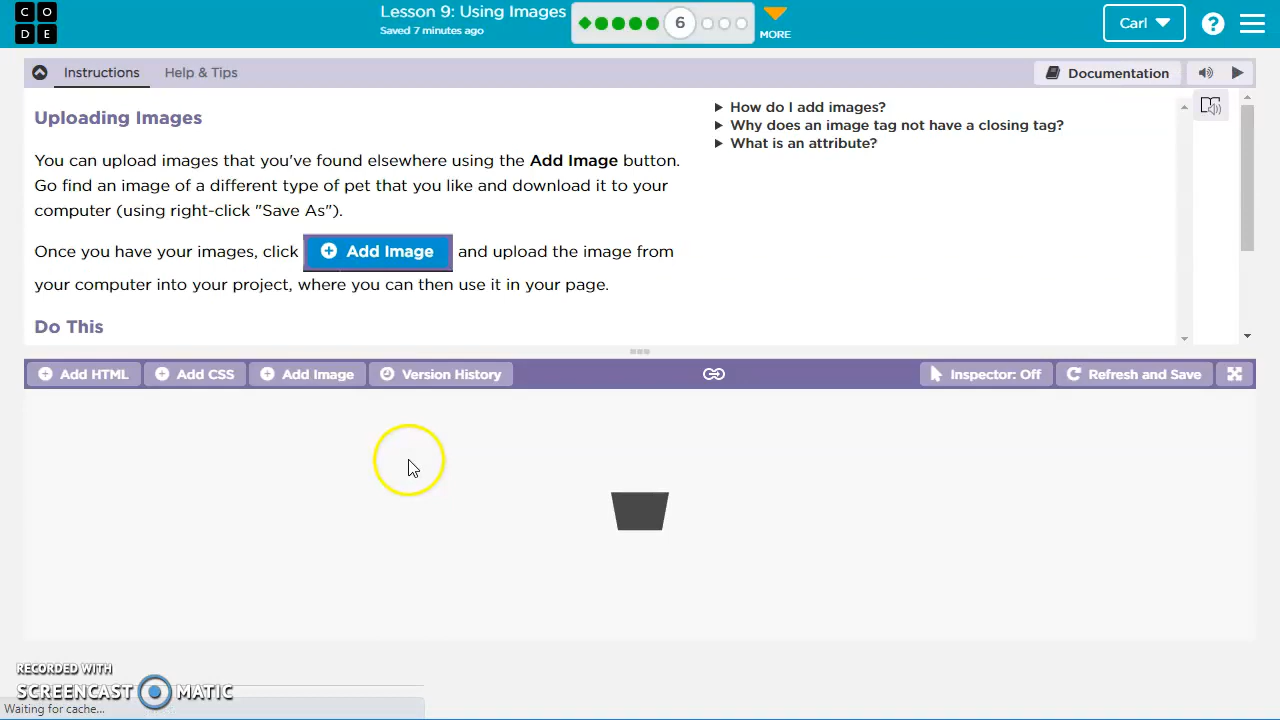 CO
DE
Lesson 9: Using Images
Saved 7 minutes ago
6
MORE
Carl
?
Instructions
Help & Tips
Documentation
Uploading Images
You can upload images that you've found elsewhere using the Add Image button.
Go find an image of a different type of pet that you like and download it to your
computer (using right-click "Save As").
Once you have your images, click Add Image and upload the image from
your computer into your project, where you can then use it in your page.
Do This
How do I add images?
Why does an image tag not have a closing tag?
What is an attribute?
Add HTML
Add CSS
Add Image
Version History
Inspector: Off
Refresh and Save
RECORDED WITH
SCREENCAST MATIC
Waiting for cache...